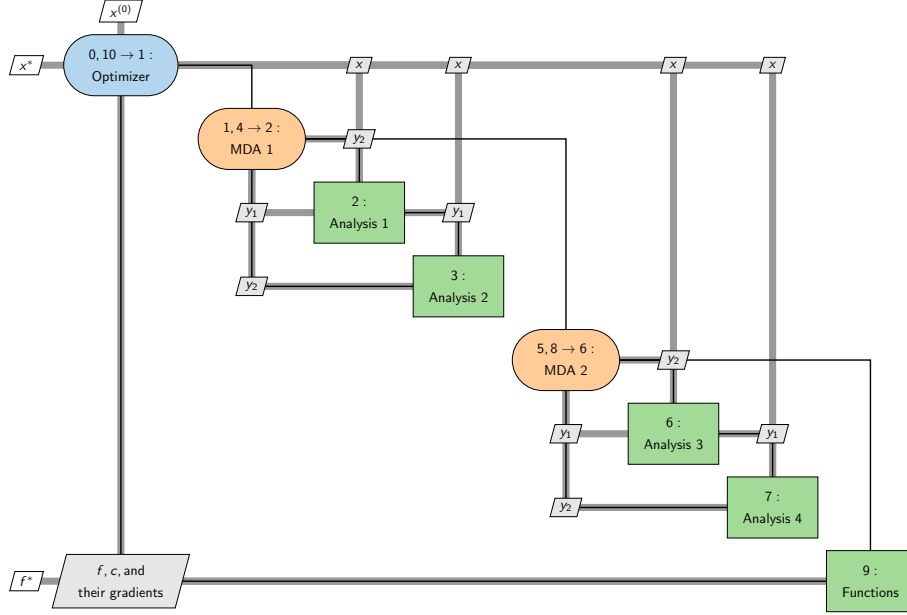 x^(0)
x*
0, 10 → 1 :
Optimizer
x
x
x
x
1, 4 → 2 :
MDA 1
y₂
y₁
2 :
Analysis 1
y₁
y₂
3 :
Analysis 2
5, 8 → 6 :
MDA 2
y₂
y₁
6 :
Analysis 3
y₁
y₂
7 :
Analysis 4
f*
f, c, and
their gradients
9 :
Functions